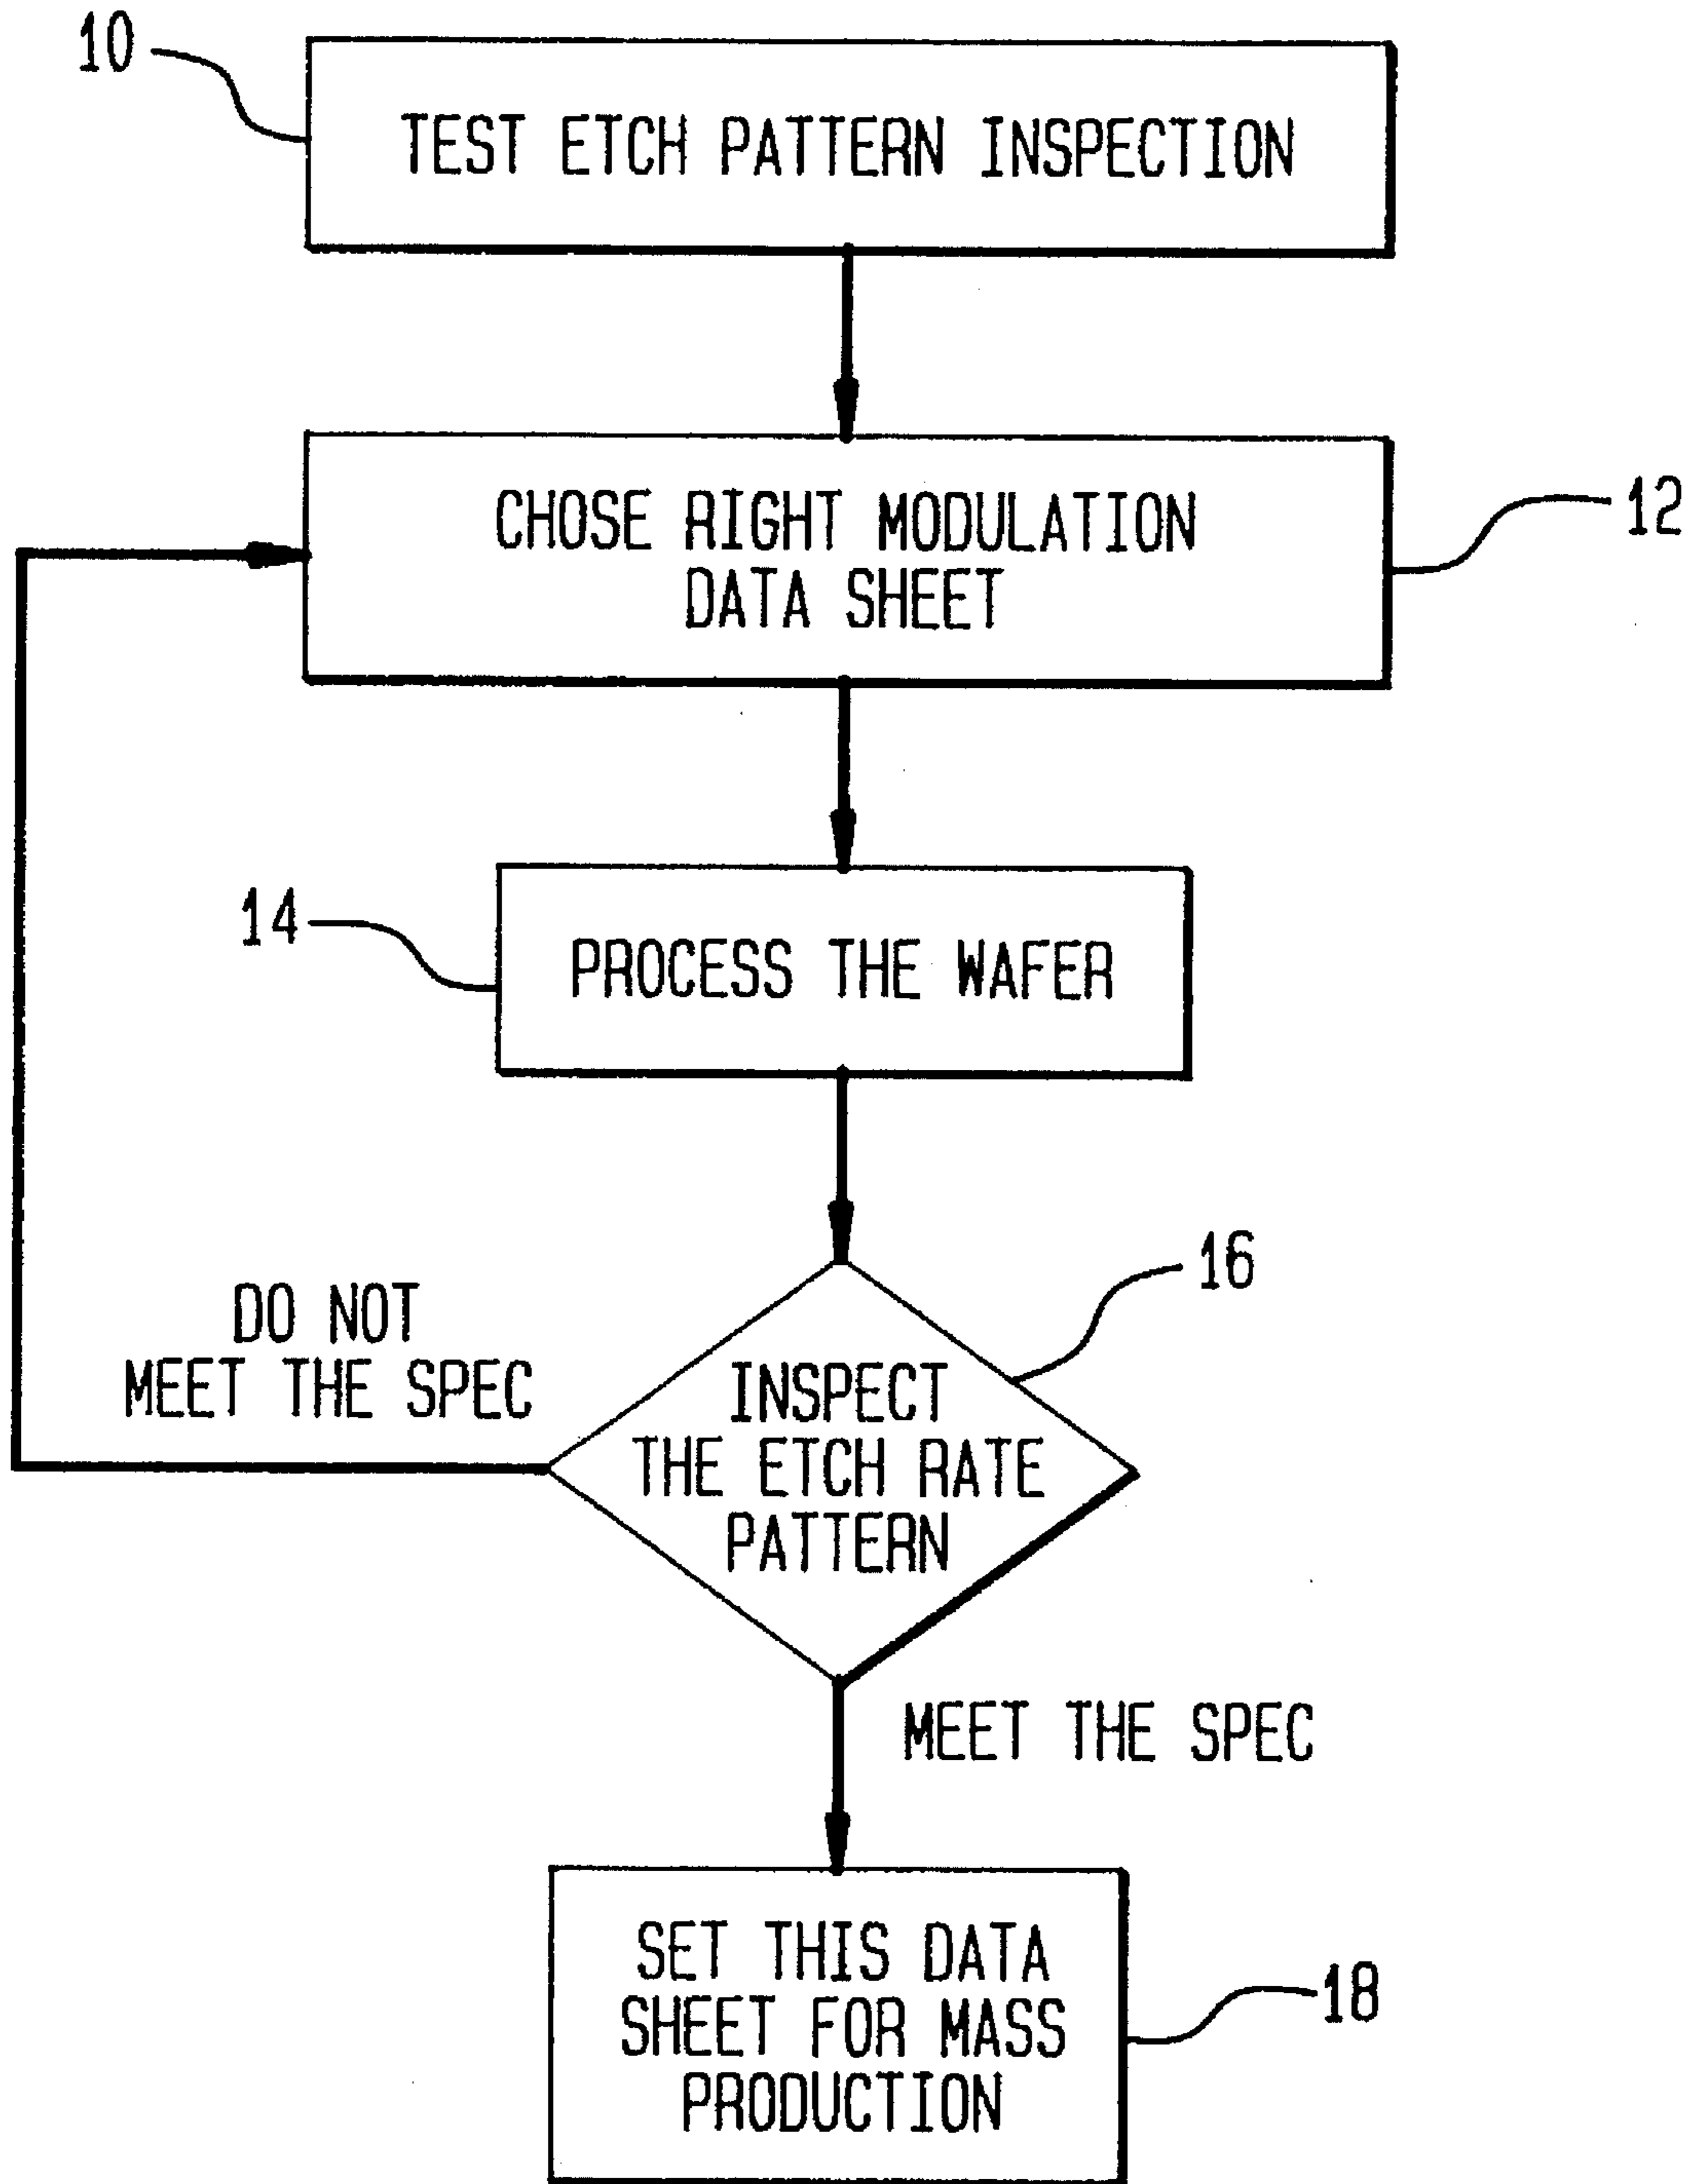 10
TEST ETCH PATTERN INSPECTION
CHOSE RIGHT MODULATION
DATA SHEET
12
14
PROCESS THE WAFER
16
DO NOT
MEET THE SPEC
INSPECT
THE ETCH RATE
PATTERN
MEET THE SPEC
SET THIS DATA
SHEET FOR MASS
PRODUCTION
18